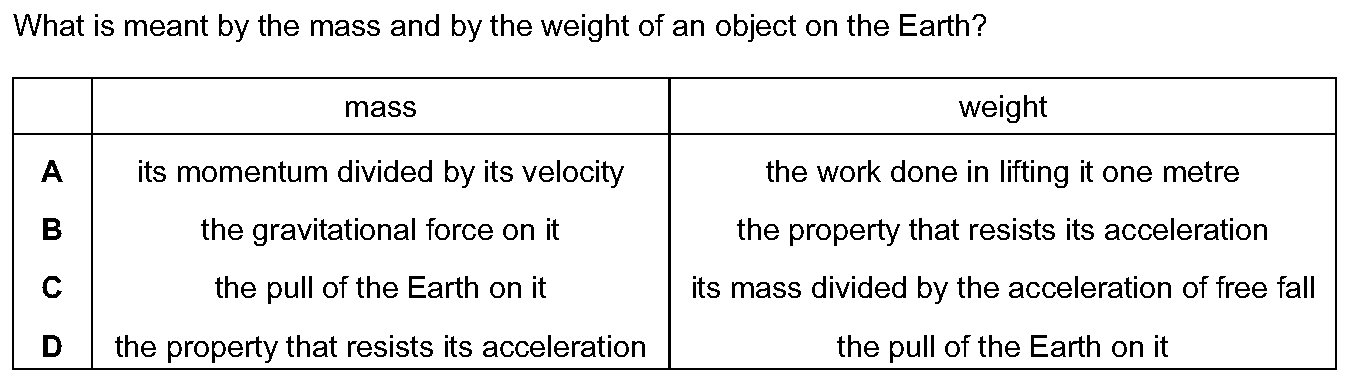 What is meant by the mass and by the weight of an object on the Earth?
mass weight
A its momentum divided by its velocity the work done in lifting it one metre
B the gravitational force on it the property that resists its acceleration
C the pull of the Earth on it its mass divided by the acceleration of free fall
D the property that resists its acceleration the pull of the Earth on it